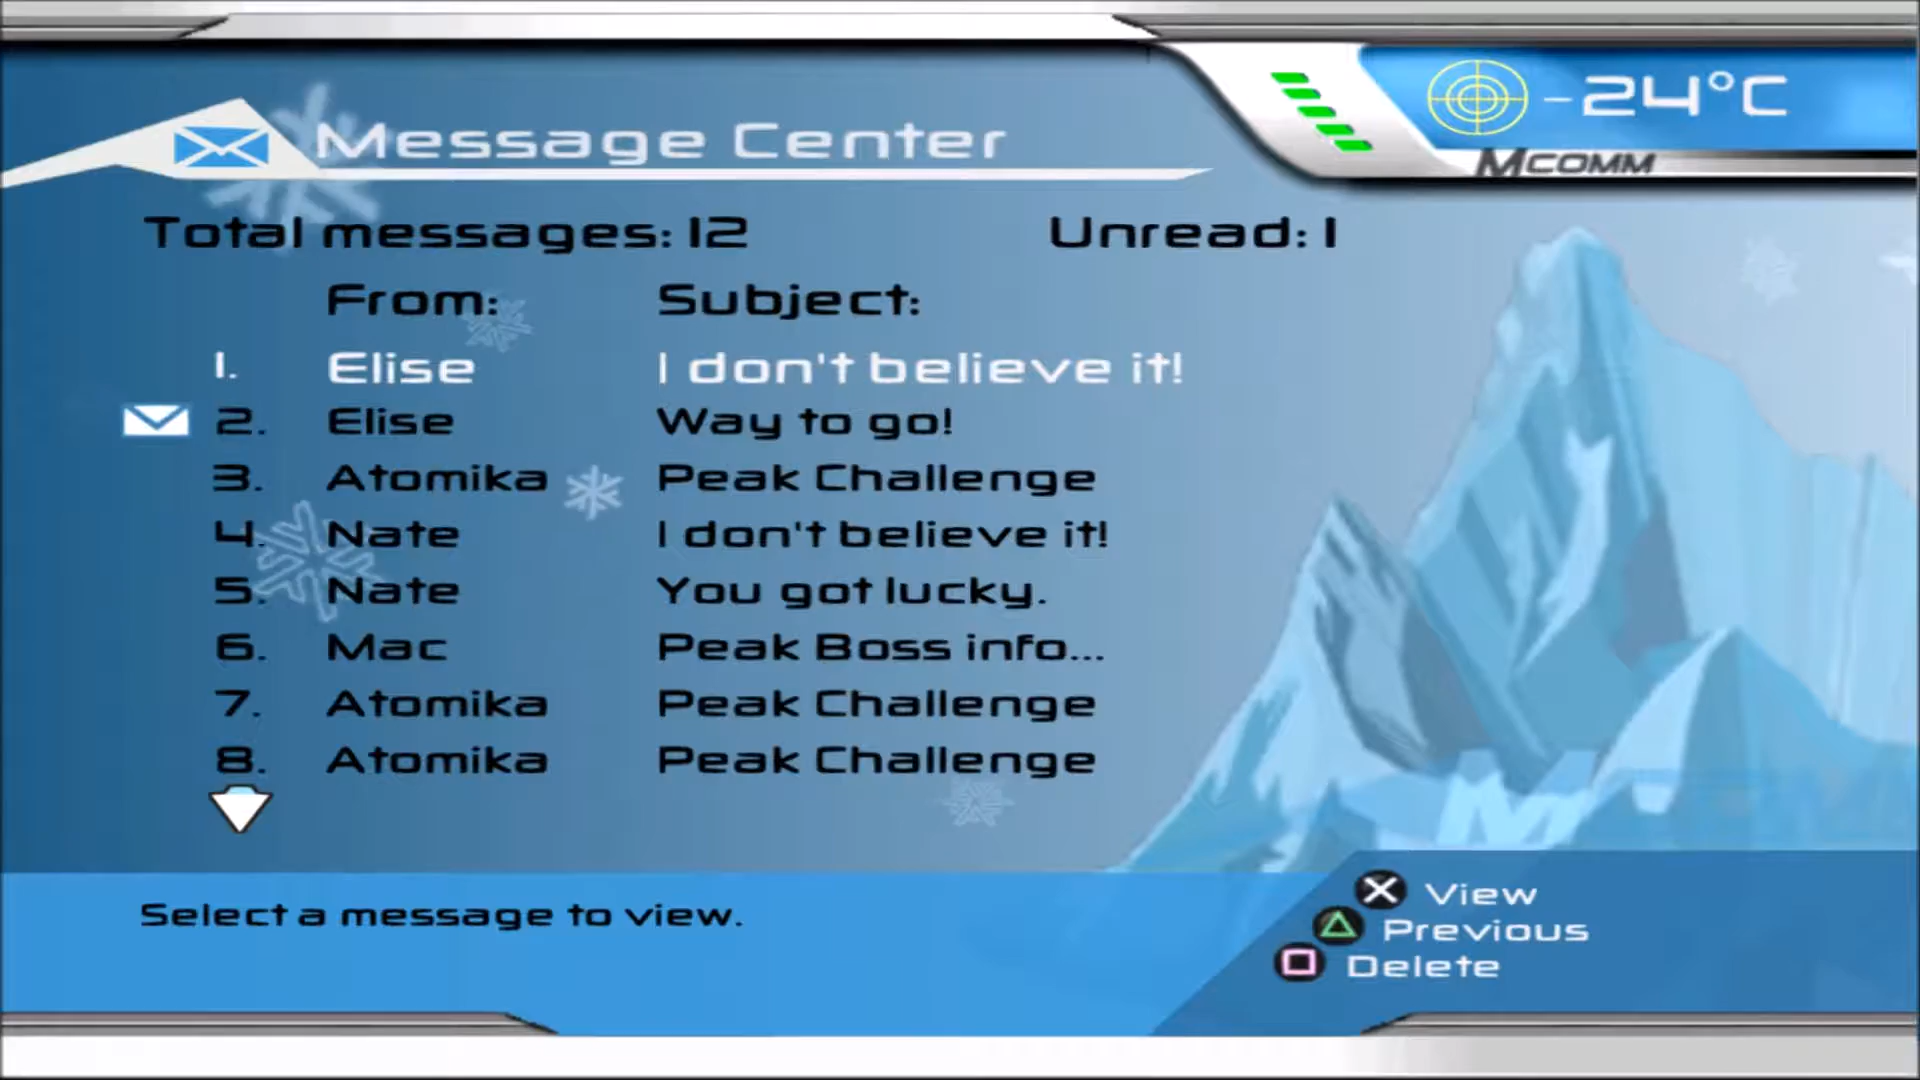 -24°C
MCOMM
Message Center
Total messages: 12 Unread: 1
From: Subject:
1. Elise I don't believe it!
2. Elise Way to go!
3. Atomika Peak Challenge
4. Nate I don't believe it!
5. Nate You got lucky.
6. Mac Peak Boss info...
7. Atomika Peak Challenge
8. Atomika Peak Challenge
Select a message to view.
View
Previous
Delete